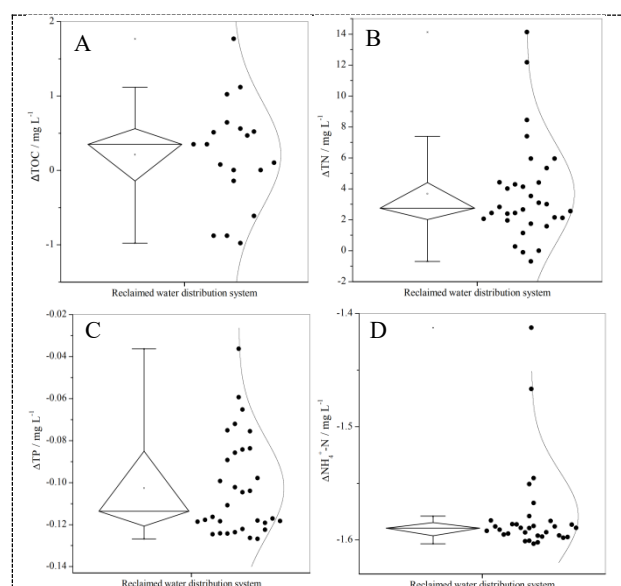 A
2
1
0
-1
ΔTOC / mg L⁻¹
Reclaimed water distribution system
B
14
12
10
8
6
4
2
0
-2
ΔTN / mg L⁻¹
Reclaimed water distribution system
C
-0.02
-0.04
-0.06
-0.08
-0.10
-0.12
-0.14
ΔTP / mg L⁻¹
Reclaimed water distribution system
D
-1.4
-1.5
-1.6
ΔNH₄⁺-N / mg L⁻¹
Reclaimed water distribution system